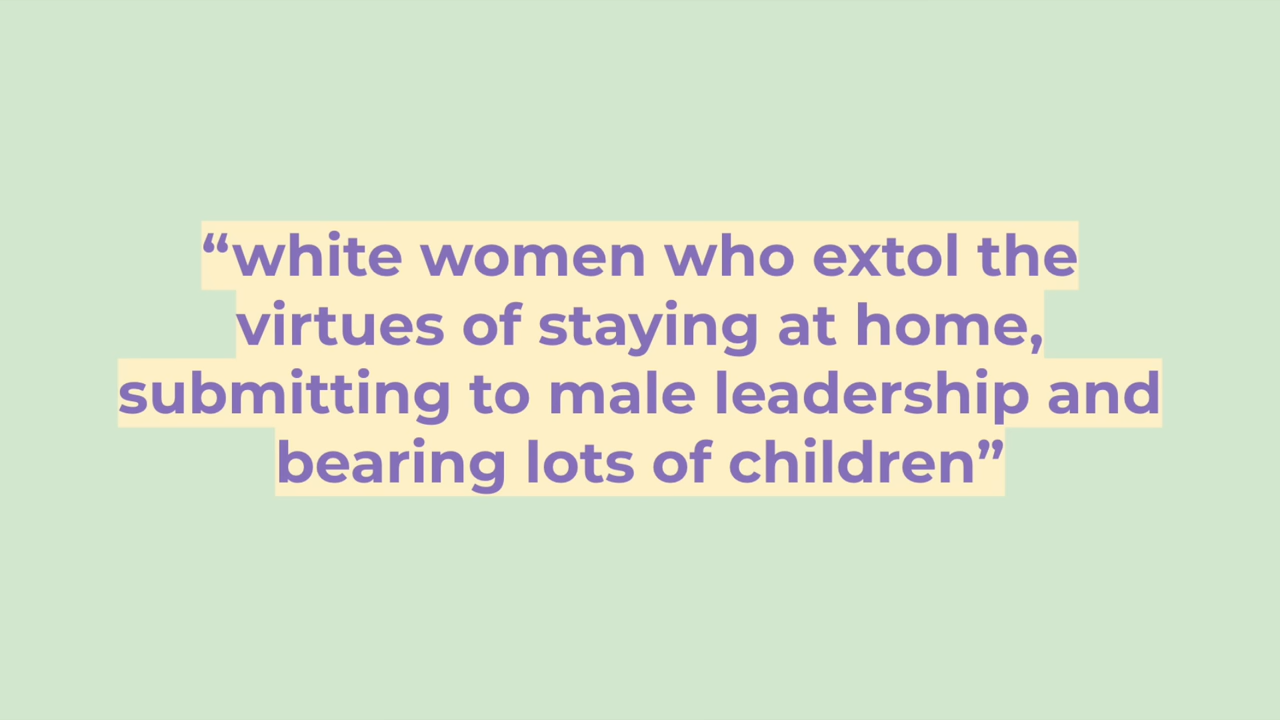 “white women who extol the
virtues of staying at home,
submitting to male leadership and
bearing lots of children”